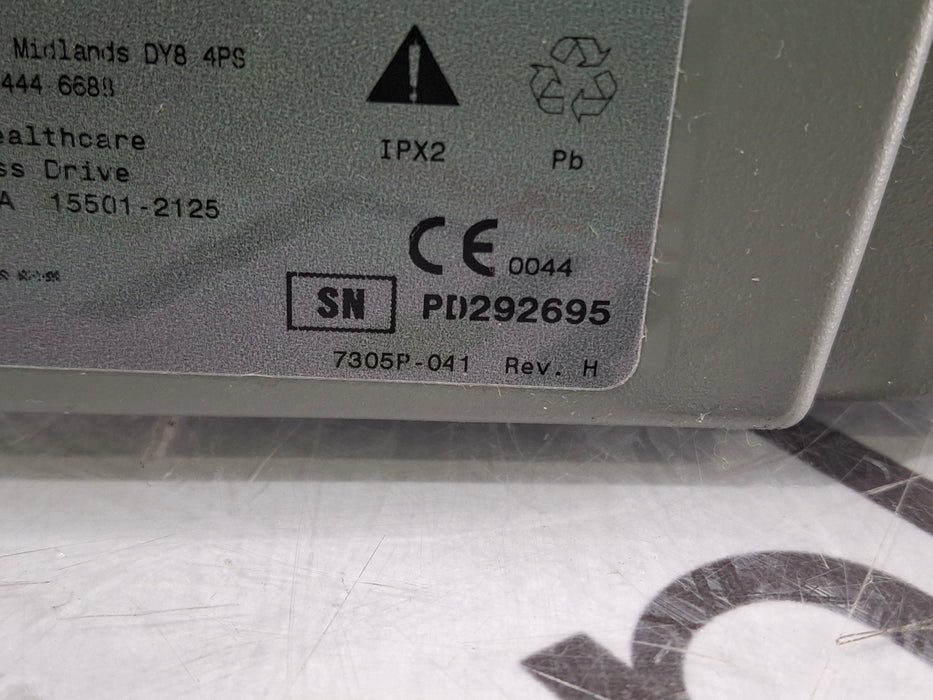 Midlands DY8 4PS
444 6688
ealthcare
ss Drive
A 15501-2125
IPX2
Pb
CE 0044
SN PD292695
7305P-041 Rev. H